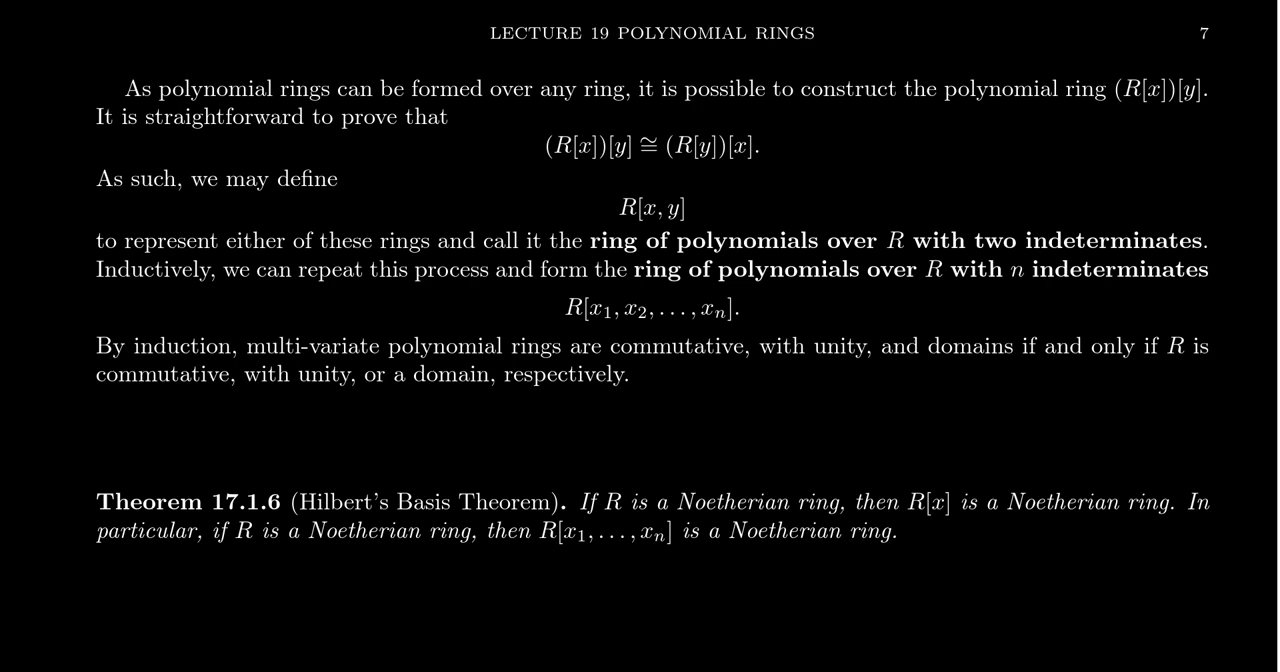 LECTURE 19 POLYNOMIAL RINGS 7
As polynomial rings can be formed over any ring, it is possible to construct the polynomial ring (R[x])[y].
It is straightforward to prove that
(R[x])[y] ≅ (R[y])[x].
As such, we may define
R[x, y]
to represent either of these rings and call it the ring of polynomials over R with two indeterminates.
Inductively, we can repeat this process and form the ring of polynomials over R with n indeterminates
R[x₁, x₂, . . . , xₙ].
By induction, multi-variate polynomial rings are commutative, with unity, and domains if and only if R is
commutative, with unity, or a domain, respectively.
Theorem 17.1.6 (Hilbert's Basis Theorem). If R is a Noetherian ring, then R[x] is a Noetherian ring. In
particular, if R is a Noetherian ring, then R[x₁, . . . , xₙ] is a Noetherian ring.